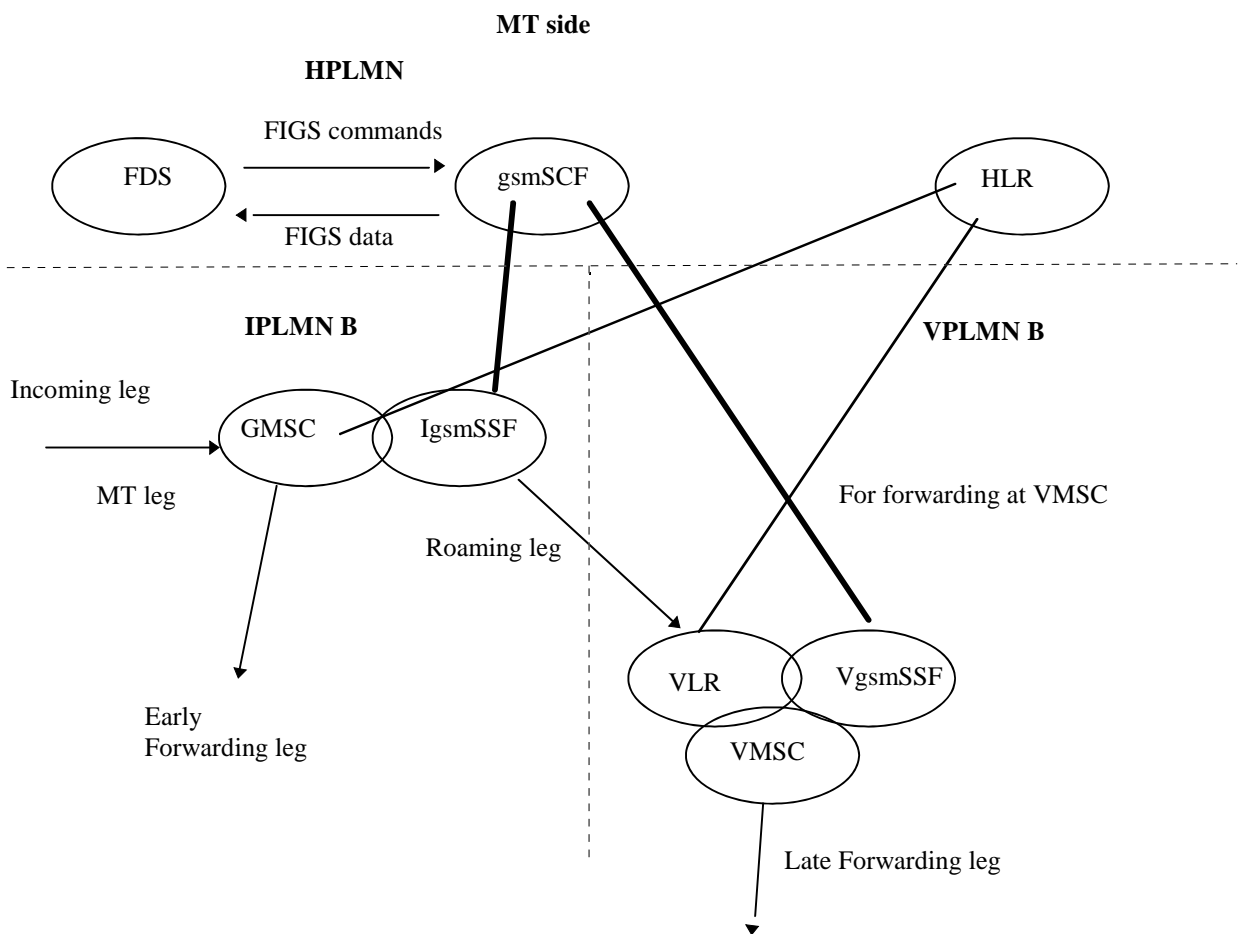 MT side
HPLMN
FIGS commands
FDS
gsmSCF
HLR
FIGS data
IPLMN B
VPLMN B
Incoming leg
GMSC
IgsmSSF
MT leg
For forwarding at VMSC
Roaming leg
VLR
VgsmSSF
Early
Forwarding leg
VMSC
Late Forwarding leg